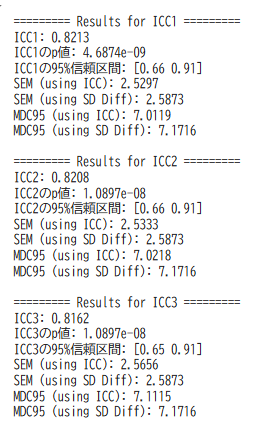 ========= Results for ICC1 =========
ICC1: 0.8213
ICC1のp値: 4.6874e-09
ICC1の95%信頼区間: [0.66 0.91]
SEM (using ICC): 2.5297
SEM (using SD Diff): 2.5873
MDC95 (using ICC): 7.0119
MDC95 (using SD Diff): 7.1716
========= Results for ICC2 =========
ICC2: 0.8208
ICC2のp値: 1.0897e-08
ICC2の95%信頼区間: [0.66 0.91]
SEM (using ICC): 2.5333
SEM (using SD Diff): 2.5873
MDC95 (using ICC): 7.0218
MDC95 (using SD Diff): 7.1716
========= Results for ICC3 =========
ICC3: 0.8162
ICC3のp値: 1.0897e-08
ICC3の95%信頼区間: [0.65 0.91]
SEM (using ICC): 2.5656
SEM (using SD Diff): 2.5873
MDC95 (using ICC): 7.1115
MDC95 (using SD Diff): 7.1716